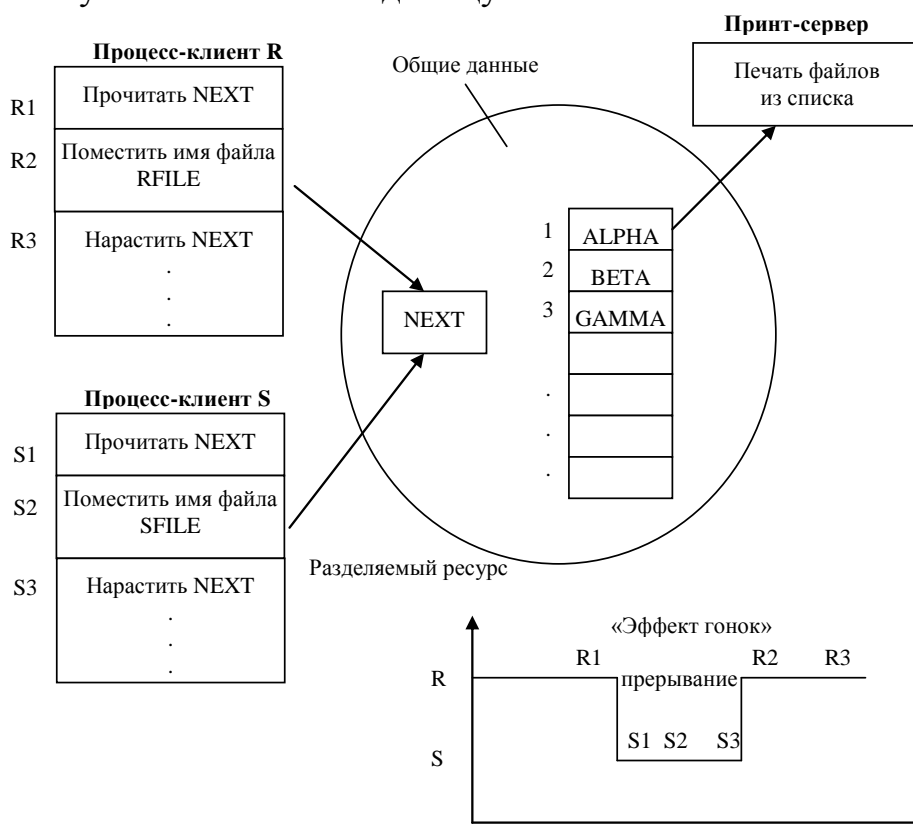 Принт-сервер
Процесс-клиент R
Общие данные
Печать файлов
из списка
R1
Прочитать NEXT
R2
Поместить имя файла
RFILE
R3
Нарастить NEXT
.
.
.
1
ALPHA
2
BETA
3
GAMMA
.
.
.
NEXT
Процесс-клиент S
S1
Прочитать NEXT
S2
Поместить имя файла
SFILE
S3
Нарастить NEXT
.
.
.
Разделяемый ресурс
«Эффект гонок»
R1 R2 R3
R
прерывание
S1 S2 S3
S